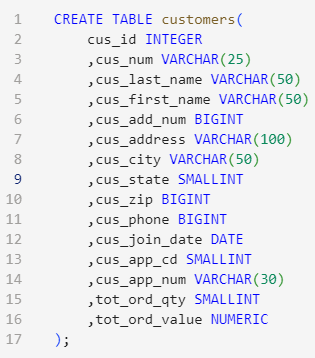 1 CREATE TABLE customers(
2 cus_id INTEGER
3 ,cus_num VARCHAR(25)
4 ,cus_last_name VARCHAR(50)
5 ,cus_first_name VARCHAR(50)
6 ,cus_add_num BIGINT
7 ,cus_address VARCHAR(100)
8 ,cus_city VARCHAR(50)
9 ,cus_state SMALLINT
10 ,cus_zip BIGINT
11 ,cus_phone BIGINT
12 ,cus_join_date DATE
13 ,cus_app_cd SMALLINT
14 ,cus_app_num VARCHAR(30)
15 ,tot_ord_qty SMALLINT
16 ,tot_ord_value NUMERIC
17 );